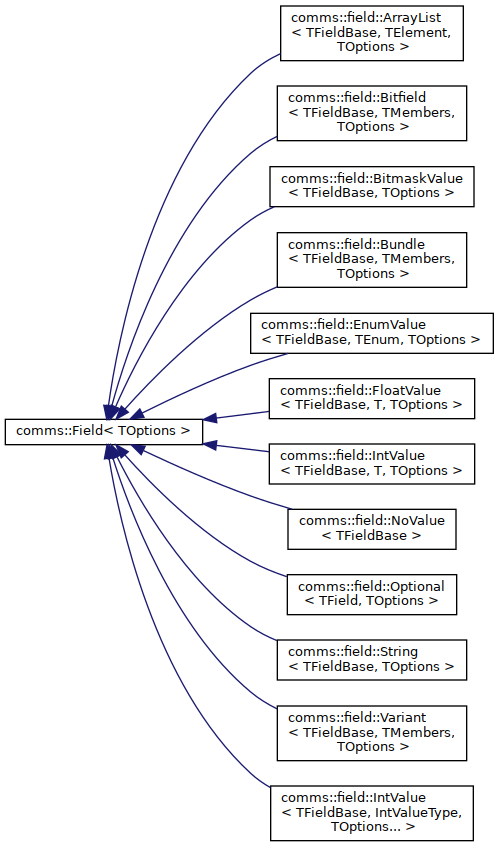 comms::field::ArrayList
< TFieldBase, TElement,
TOptions >
comms::field::Bitfield
< TFieldBase, TMembers,
TOptions >
comms::field::BitmaskValue
< TFieldBase, TOptions >
comms::field::Bundle
< TFieldBase, TMembers,
TOptions >
comms::field::EnumValue
< TFieldBase, TEnum, TOptions >
comms::field::FloatValue
< TFieldBase, T, TOptions >
comms::Field< TOptions >
comms::field::IntValue
< TFieldBase, T, TOptions >
comms::field::NoValue
< TFieldBase >
comms::field::Optional
< TField, TOptions >
comms::field::String
< TFieldBase, TOptions >
comms::field::Variant
< TFieldBase, TMembers,
TOptions >
comms::field::IntValue
< TFieldBase, IntValueType,
TOptions... >